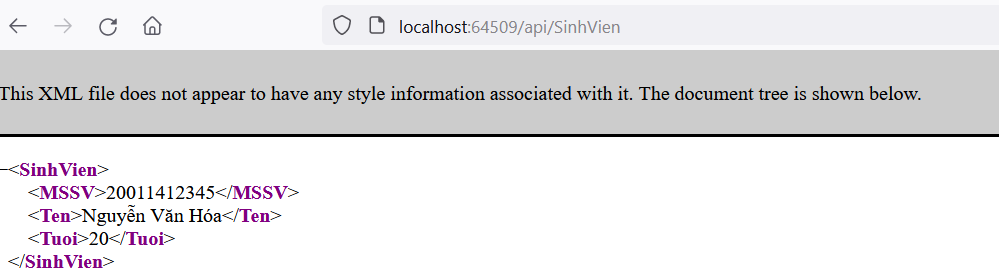 localhost:64509/api/SinhVien
This XML file does not appear to have any style information associated with it. The document tree is shown below.
−<SinhVien>
<MSSV>20011412345</MSSV>
<Ten>Nguyễn Văn Hóa</Ten>
<Tuoi>20</Tuoi>
</SinhVien>